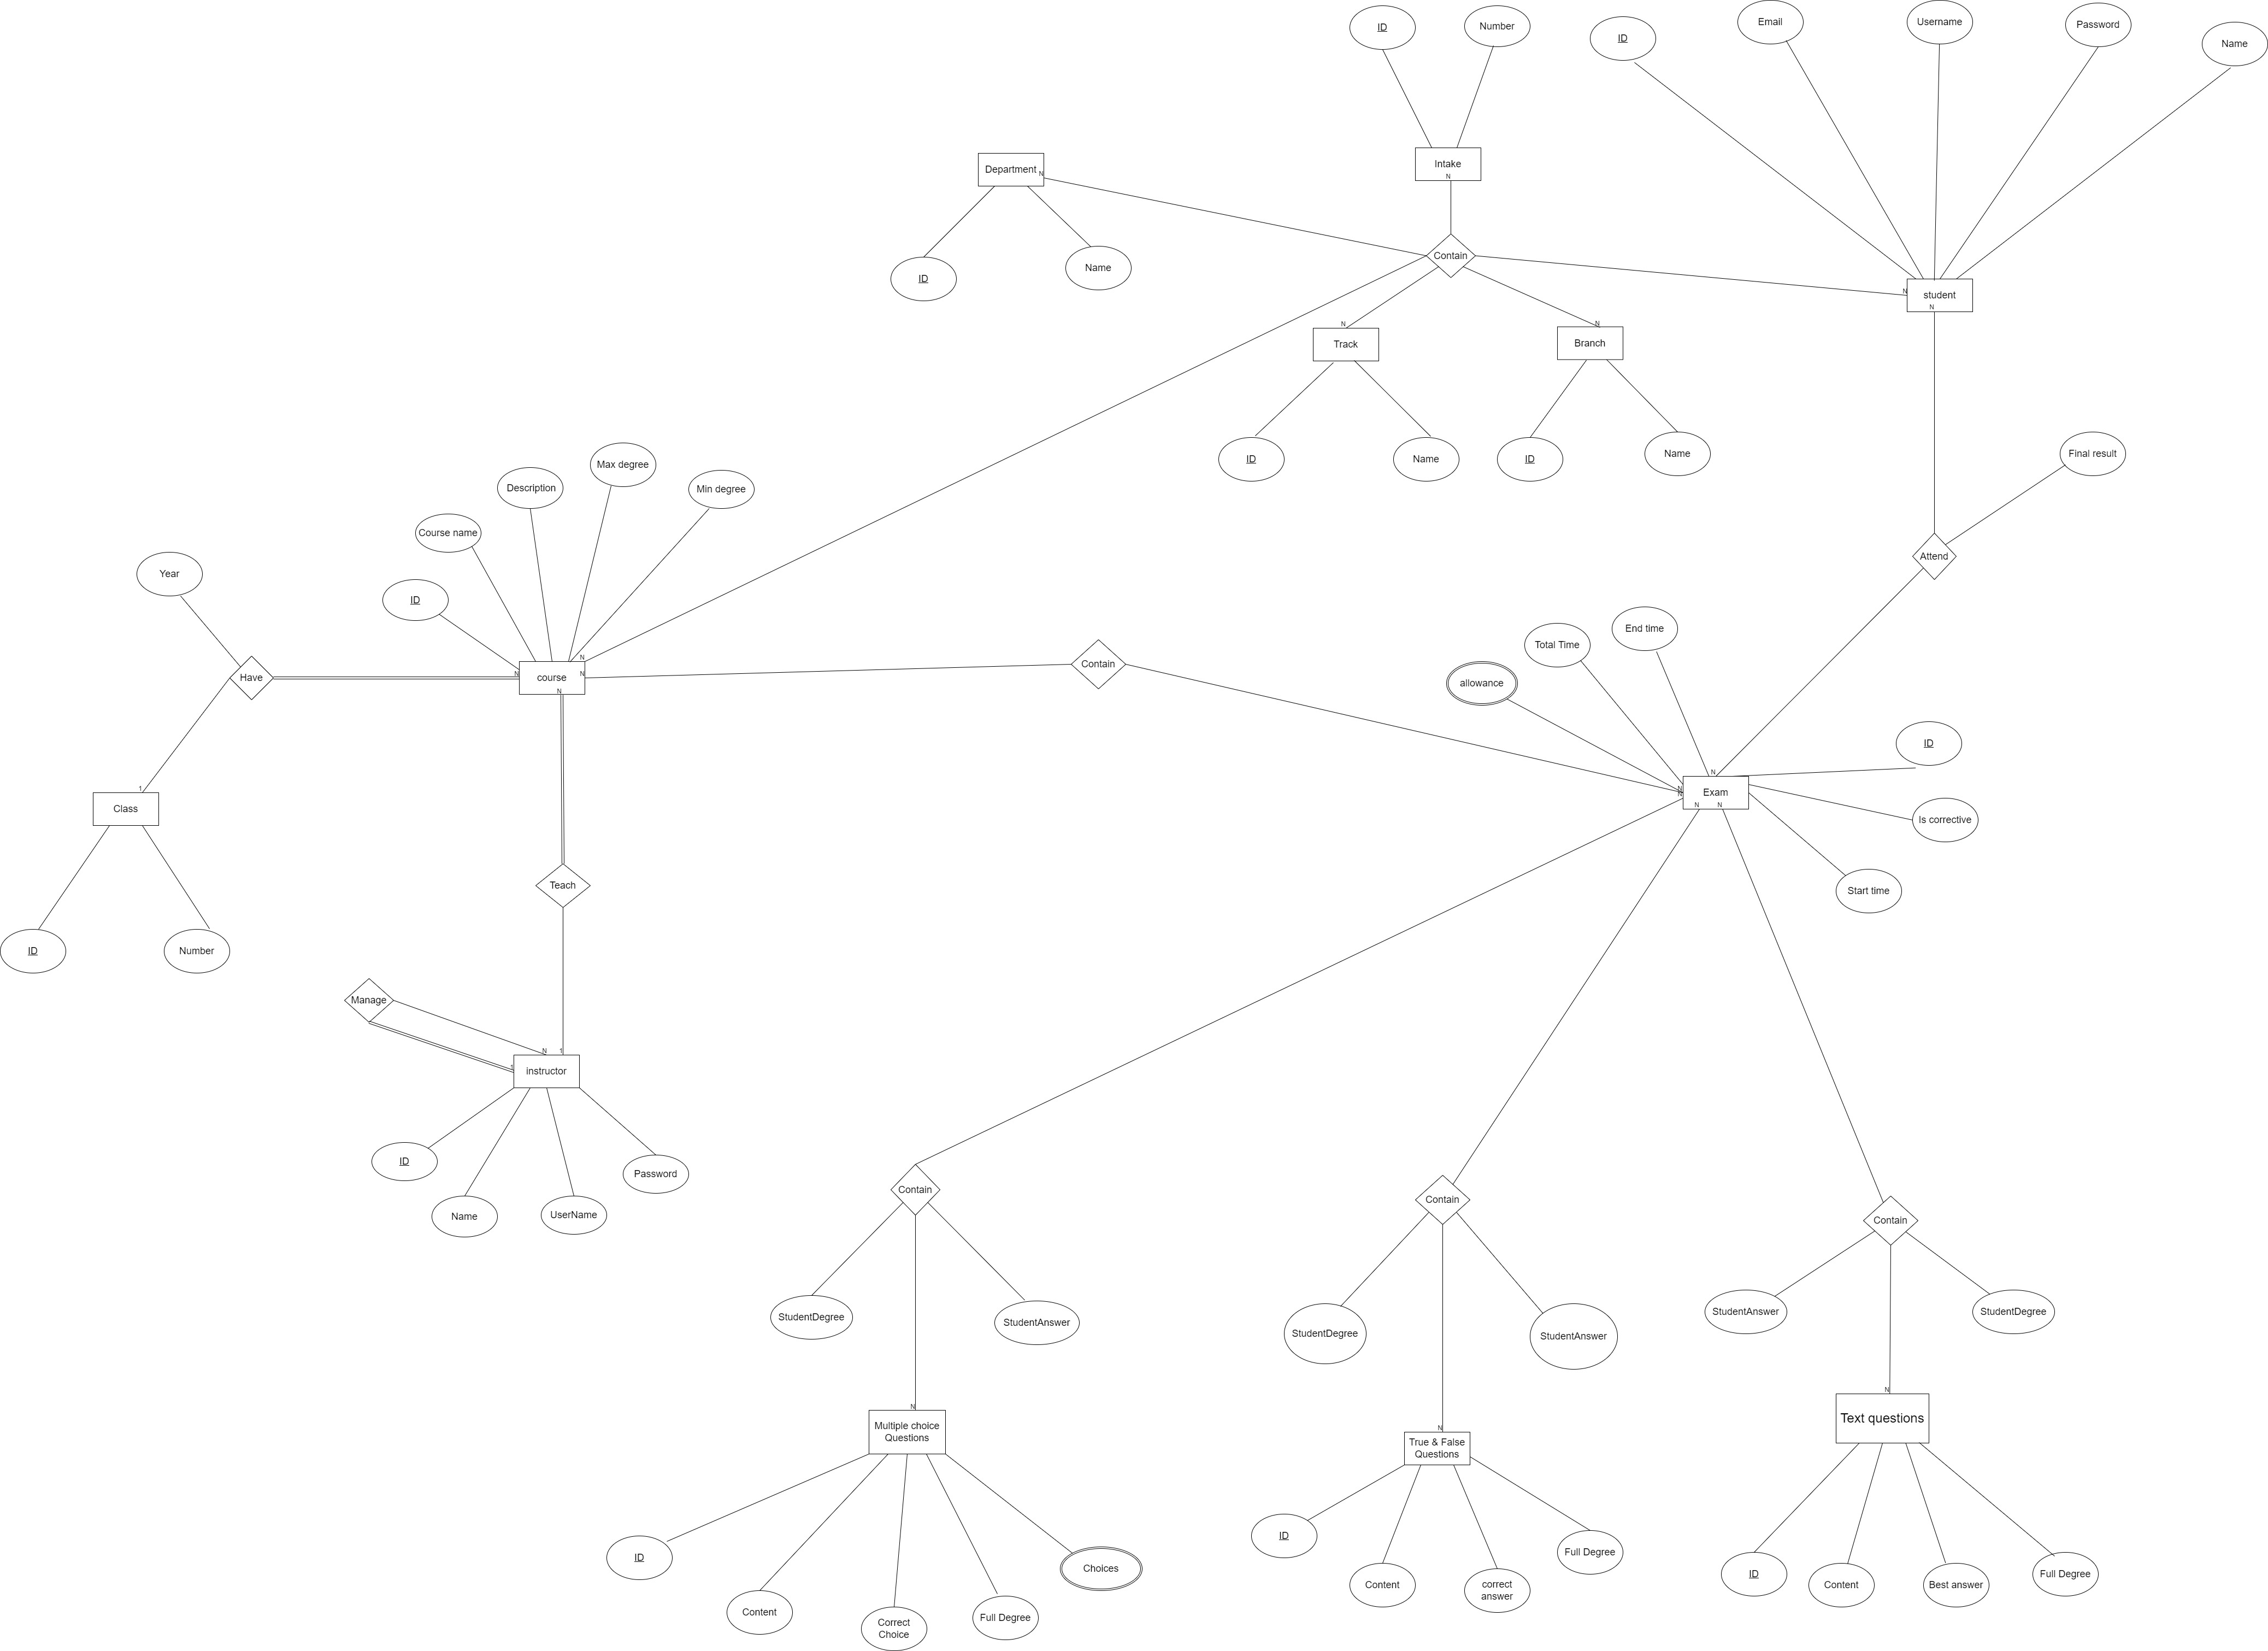 ID
Number
ID
Email
Username
Password
Name
Department
N
Intake
N
ID
Name
Contain
N
student
N
N
Track
N
Branch
ID
Name
ID
Name
Final result
Attend
Course name
Description
Max degree
Min degree
Year
ID
Have
N
course
N
N
N
Contain
allowance
Total Time
End time
ID
N
N
N
Exam
N
N
Is corrective
Start time
1
Class
ID
Number
Teach
Manage
N
1
1
instructor
ID
Name
UserName
Password
Contain
StudentDegree
StudentAnswer
Contain
StudentDegree
StudentAnswer
Contain
StudentAnswer
StudentDegree
N
Multiple choice
Questions
ID
Content
Correct
Choice
Full Degree
Choices
N
True & False
Questions
ID
Content
correct
answer
Full Degree
N
Text questions
ID
Content
Best answer
Full Degree